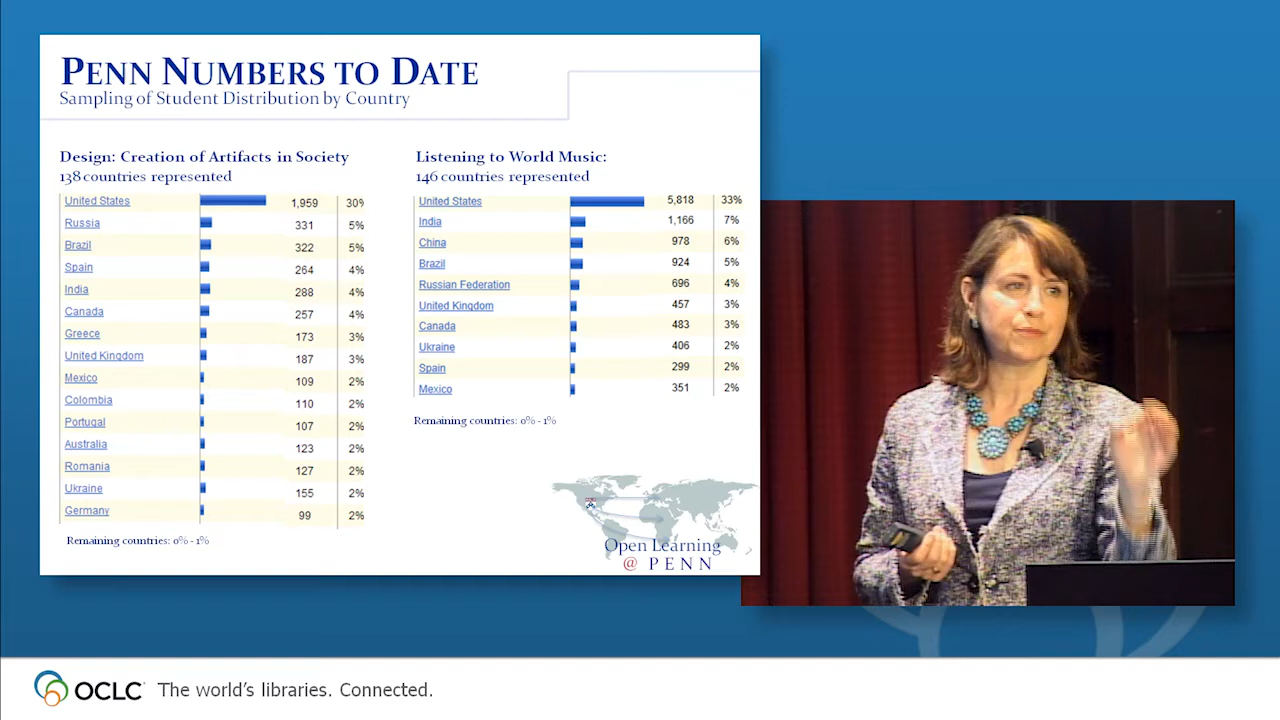 PENN NUMBERS TO DATE
Sampling of Student Distribution by Country
Design: Creation of Artifacts in Society
138 countries represented
United States 1,959 30%
Russia 331 5%
Brazil 322 5%
Spain 264 4%
India 288 4%
Canada 257 4%
Greece 173 3%
United Kingdom 187 3%
Mexico 109 2%
Colombia 110 2%
Portugal 107 2%
Australia 123 2%
Romania 127 2%
Ukraine 155 2%
Germany 99 2%
Remaining countries: 0% - 1%
Listening to World Music:
146 countries represented
United States 5,818 33%
India 1,166 7%
China 978 6%
Brazil 924 5%
Russian Federation 696 4%
United Kingdom 457 3%
Canada 483 3%
Ukraine 406 2%
Spain 299 2%
Mexico 351 2%
Remaining countries: 0% - 1%
Open Learning
@ PENN
OCLC The world's libraries. Connected.